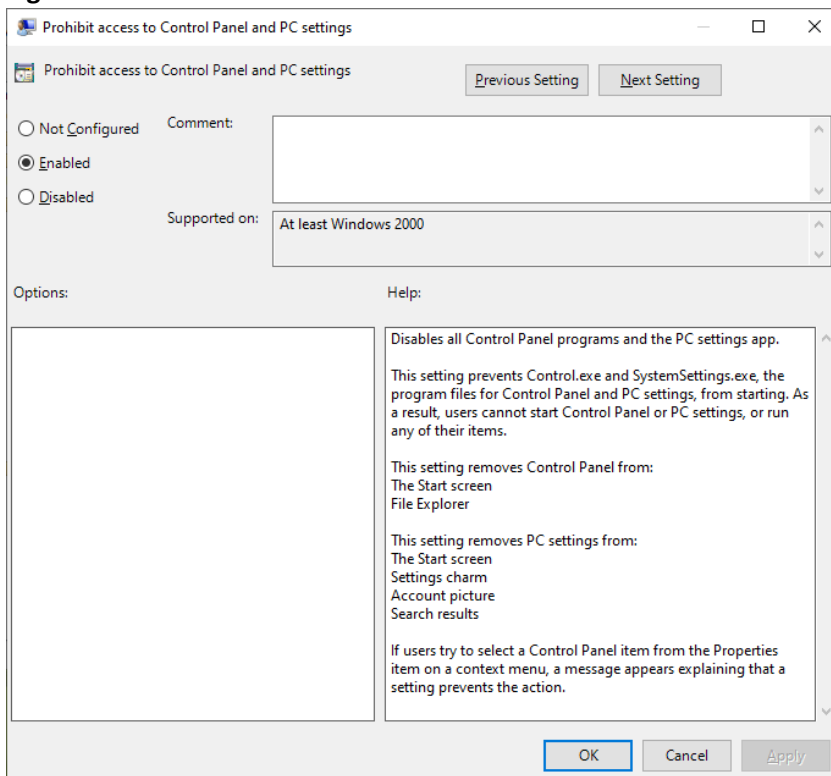 Prohibit access to Control Panel and PC settings
Prohibit access to Control Panel and PC settings
Previous Setting
Next Setting
Not Configured
Comment:
Enabled
Disabled
Supported on:
At least Windows 2000
Options:
Help:
Disables all Control Panel programs and the PC settings app.
This setting prevents Control.exe and SystemSettings.exe, the
program files for Control Panel and PC settings, from starting. As
a result, users cannot start Control Panel or PC settings, or run
any of their items.
This setting removes Control Panel from:
The Start screen
File Explorer
This setting removes PC settings from:
The Start screen
Settings charm
Account picture
Search results
If users try to select a Control Panel item from the Properties
item on a context menu, a message appears explaining that a
setting prevents the action.
OK
Cancel
Apply